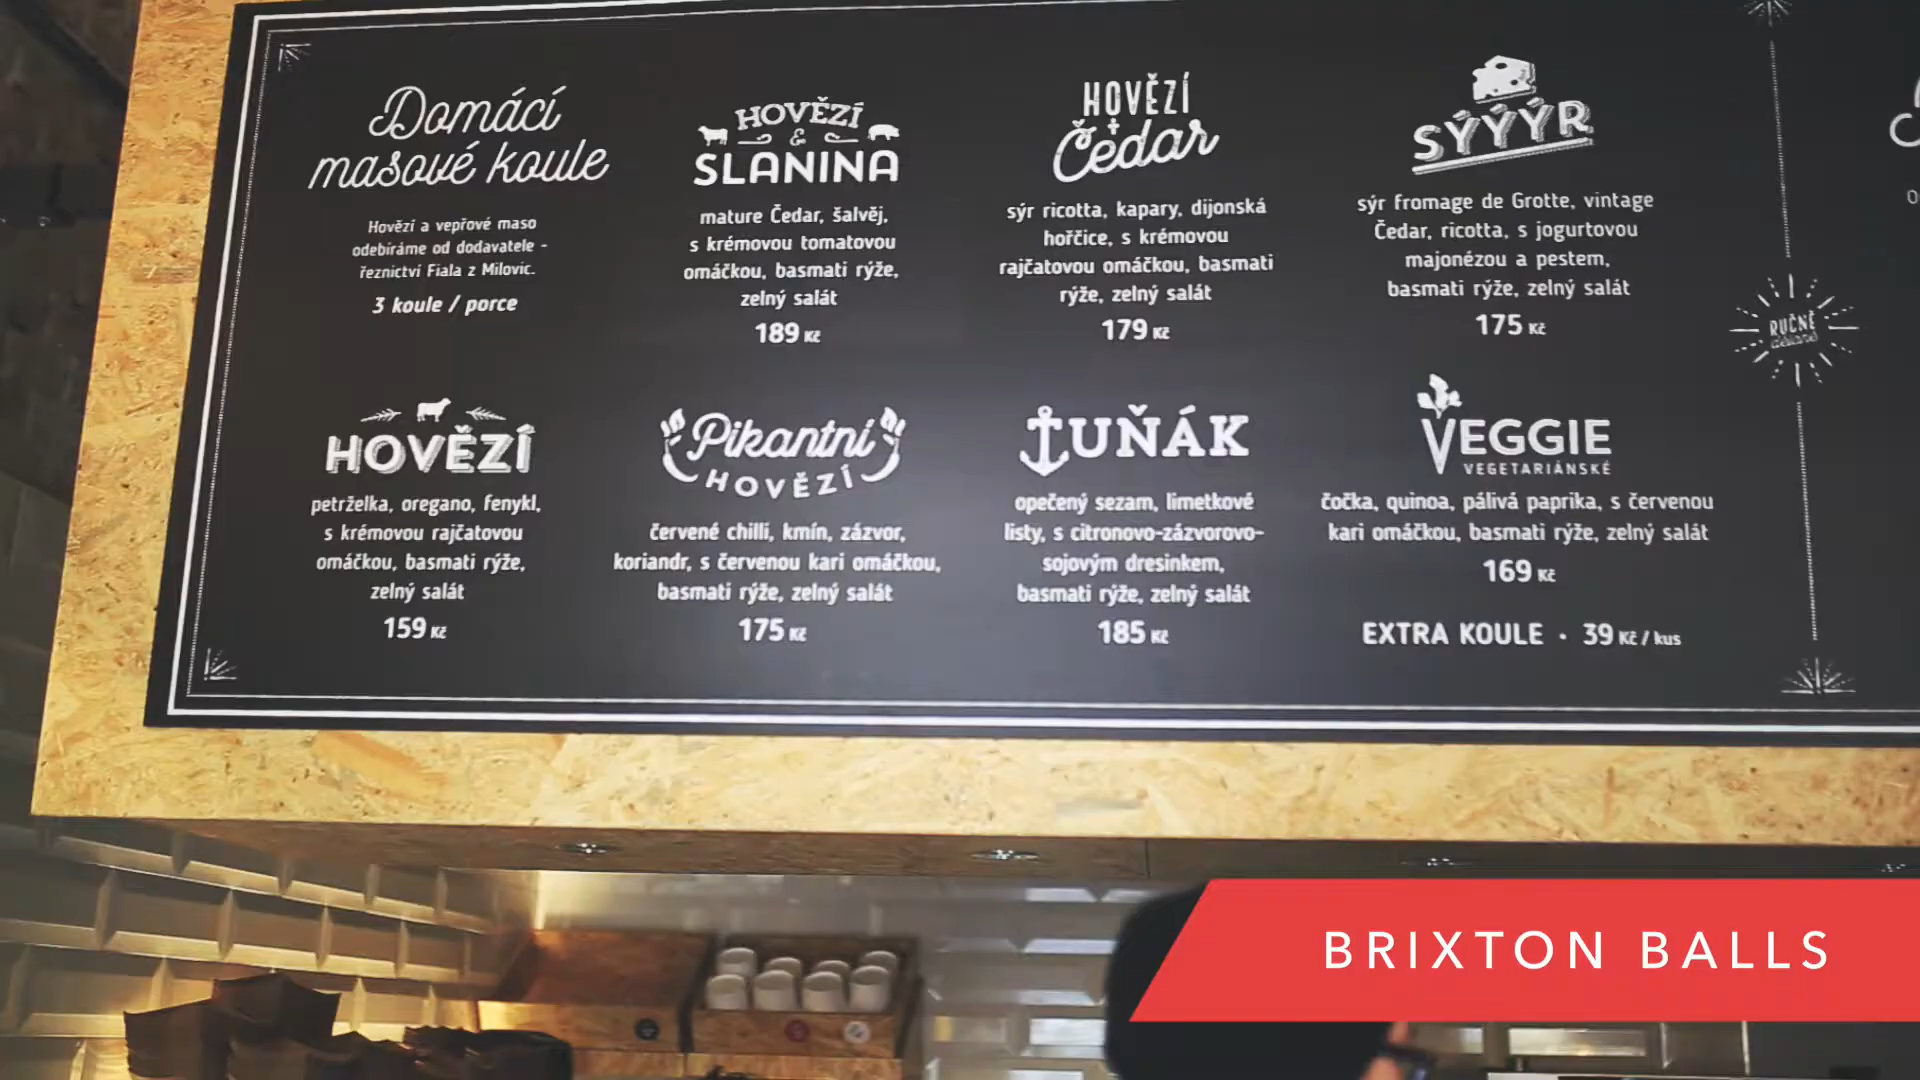 Domácí
masové koule
Hovězí a vepřové maso
odebíráme od dodavatele -
řeznictví Fiala z Milovic.
3 koule / porce
HOVĚZÍ
&
SLANINA
mature Čedar, šalvěj,
s krémovou tomatovou
omáčkou, basmati rýže,
zelný salát
189 Kč
HOVĚZÍ
+
Čedar
sýr ricotta, kapary, dijonská
hořčice, s krémovou
rajčatovou omáčkou, basmati
rýže, zelný salát
179 Kč
SÝÝÝR
sýr fromage de Grotte, vintage
Čedar, ricotta, s jogurtovou
majonézou a pestem,
basmati rýže, zelný salát
175 Kč
RUČNĚ
dělané
HOVĚZÍ
petrželka, oregano, fenykl,
s krémovou rajčatovou
omáčkou, basmati rýže,
zelný salát
159 Kč
Pikantní
HOVĚZÍ
červené chilli, kmín, zázvor,
koriandr, s červenou kari omáčkou,
basmati rýže, zelný salát
175 Kč
TUŇÁK
opečený sezam, limetkové
listy, s citronovo-zázvorovo-
sojovým dresinkem,
basmati rýže, zelný salát
185 Kč
VEGGIE
VEGETARIÁNSKÉ
čočka, quinoa, pálivá paprika, s červenou
kari omáčkou, basmati rýže, zelný salát
169 Kč
EXTRA KOULE • 39 Kč / kus
BRIXTON BALLS